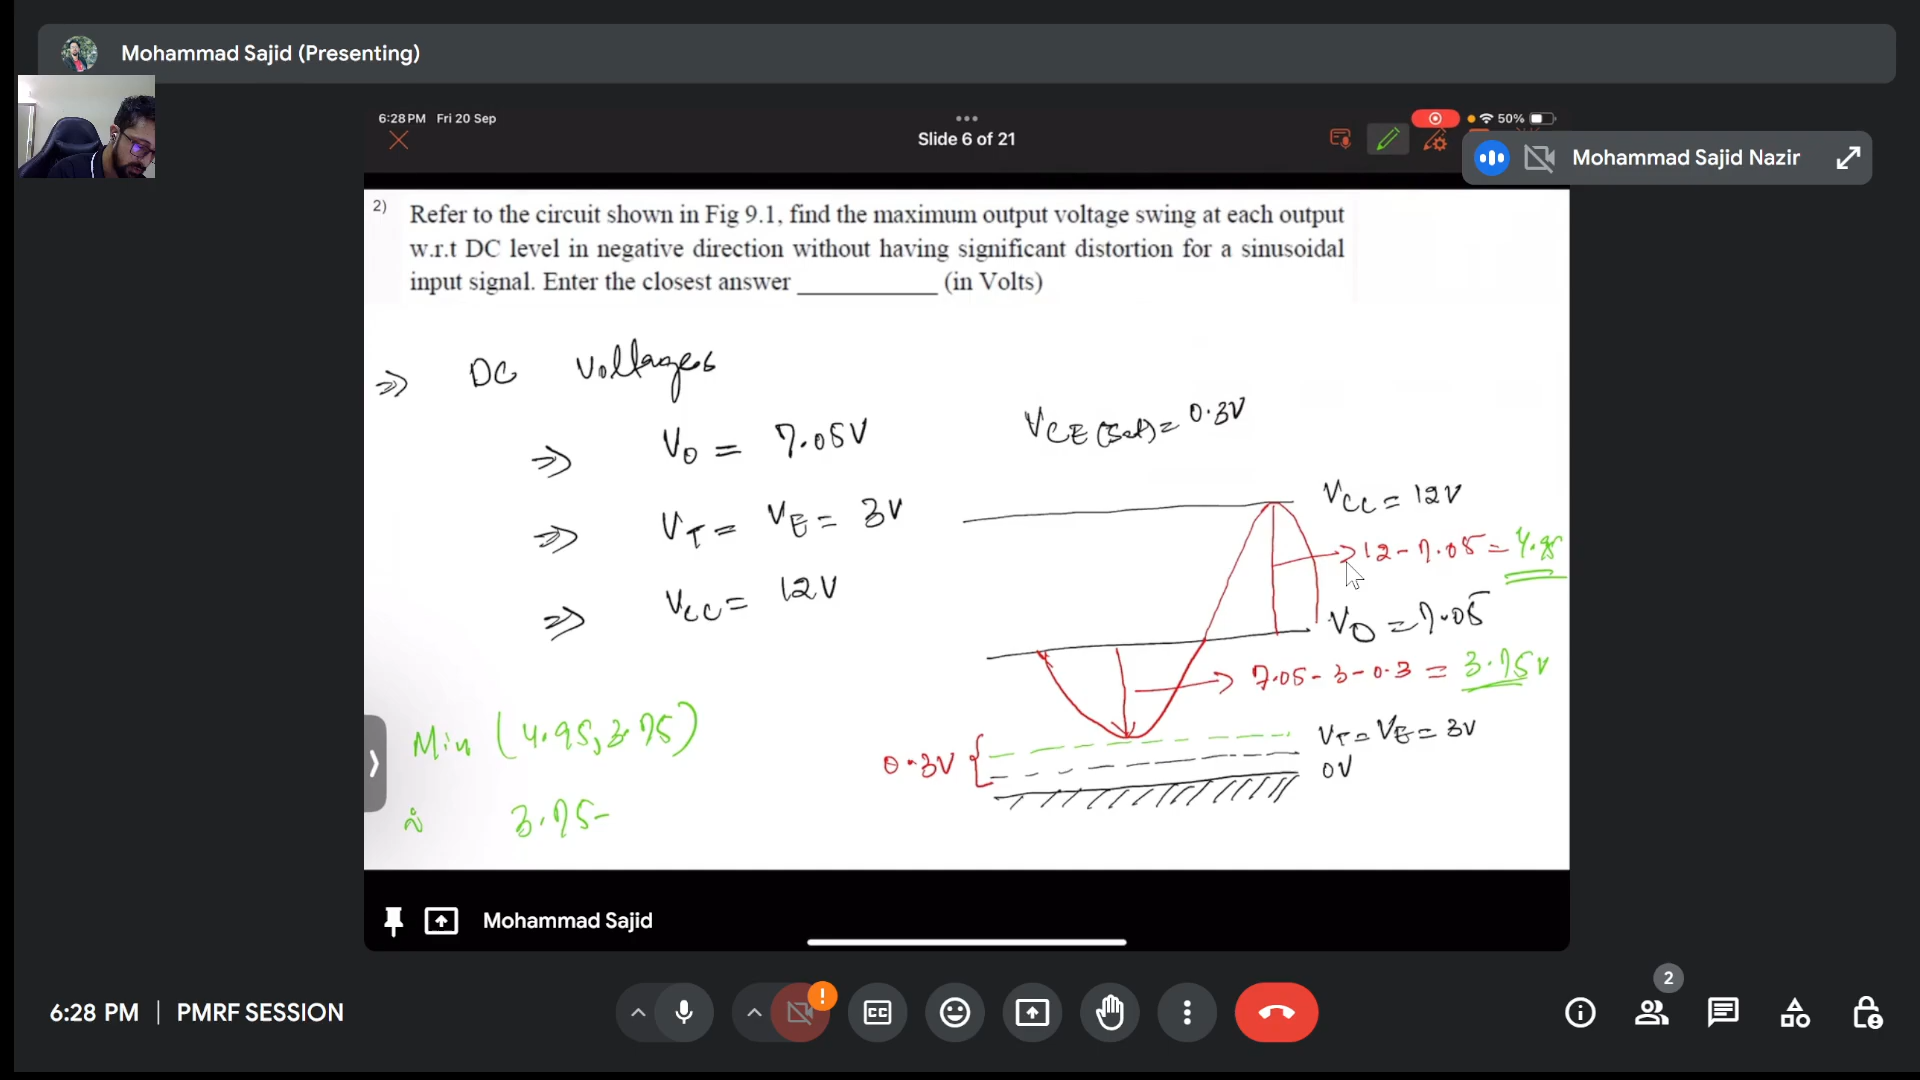 Mohammad Sajid (Presenting)
6:28 PM Fri 20 Sep
Slide 6 of 21
50%
Mohammad Sajid Nazir
2) Refer to the circuit shown in Fig 9.1, find the maximum output voltage swing at each output
w.r.t DC level in negative direction without having significant distortion for a sinusoidal
input signal. Enter the closest answer ___________ (in Volts)
⇒ DC voltages
⇒ VO = 7.05V
VCE(sat) = 0.3V
⇒ VT = VE = 3V
⇒ VCC = 12V
VCC = 12V
→ 12 - 7.05 = 4.95
VO = 7.05
→ 7.05 - 3 - 0.3 = 3.75V
VT = VE = 3V
0.3V {
0V
Min (4.95, 3.75)
is 3.75-
Mohammad Sajid
6:28 PM | PMRF SESSION
!
CC
2